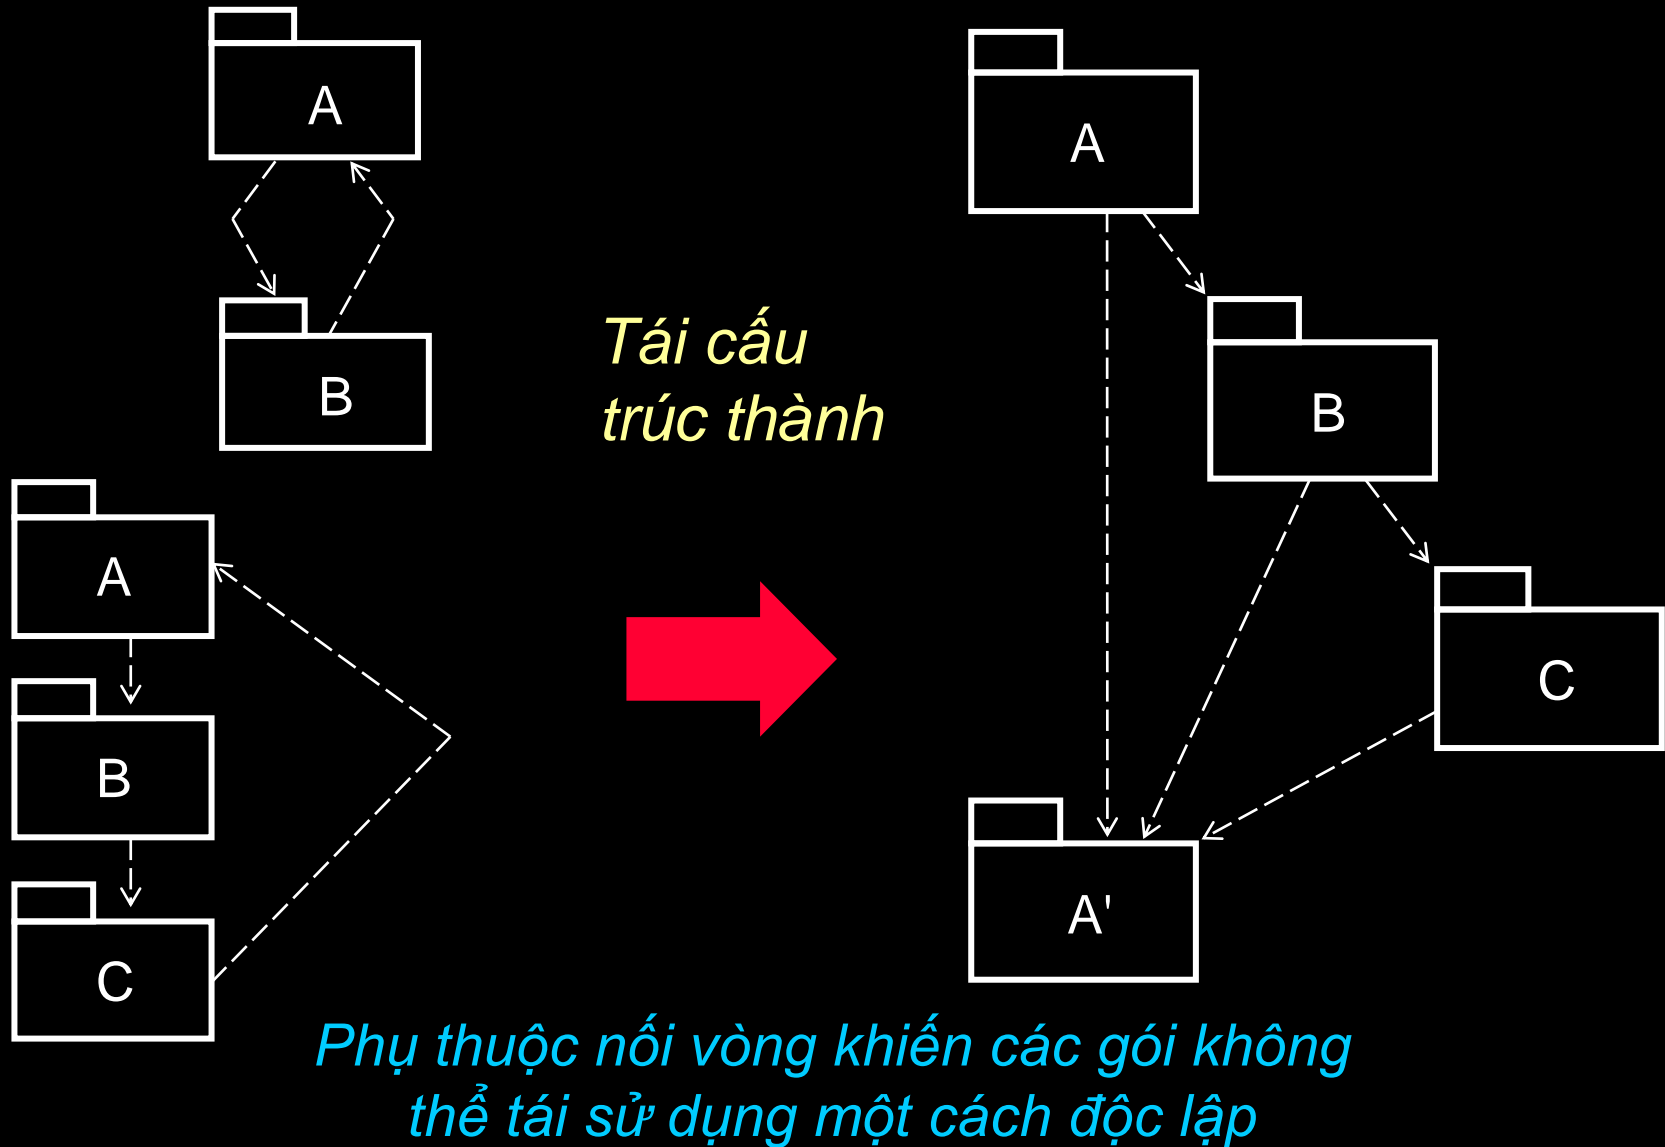 A
B
A
B
C
Tái cấu
trúc thành
A
B
C
A'
Phụ thuộc nối vòng khiến các gói không
thể tái sử dụng một cách độc lập